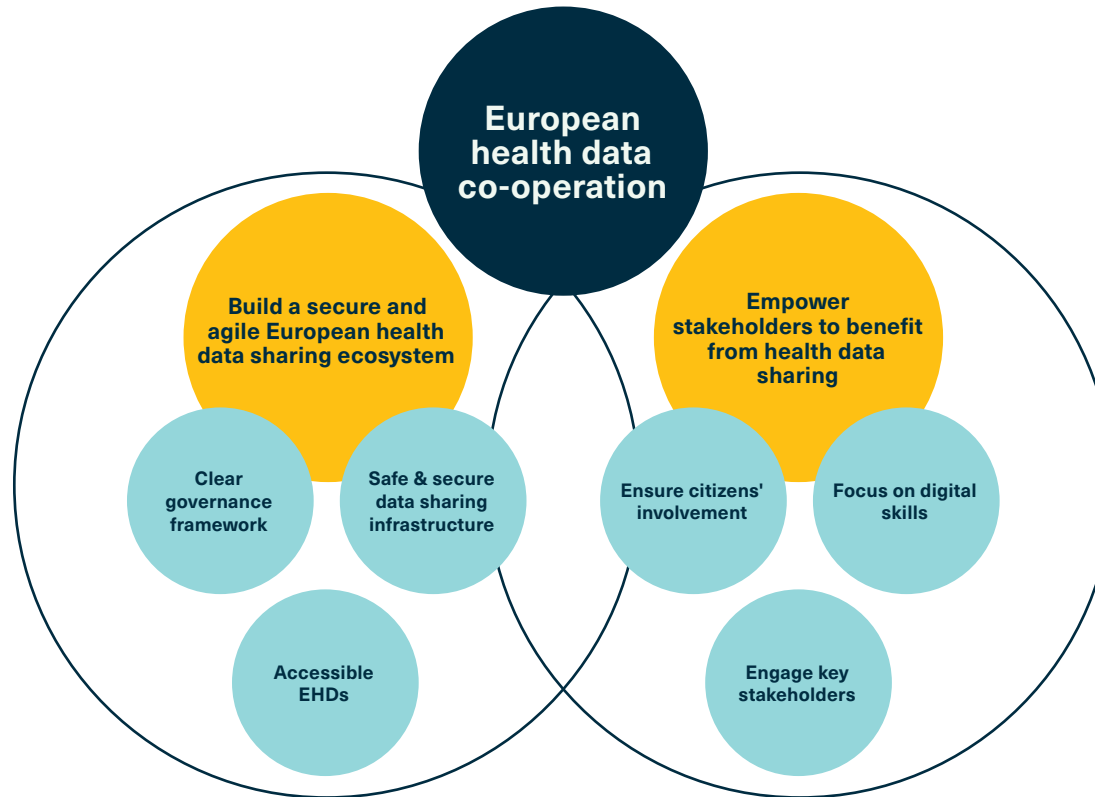 European
health data
co-operation
Build a secure and
agile European health
data sharing ecosystem
Empower
stakeholders to benefit
from health data
sharing
Clear
governance
framework
Safe & secure
data sharing
infrastructure
Ensure citizens'
involvement
Focus on digital
skills
Accessible
EHDs
Engage key
stakeholders